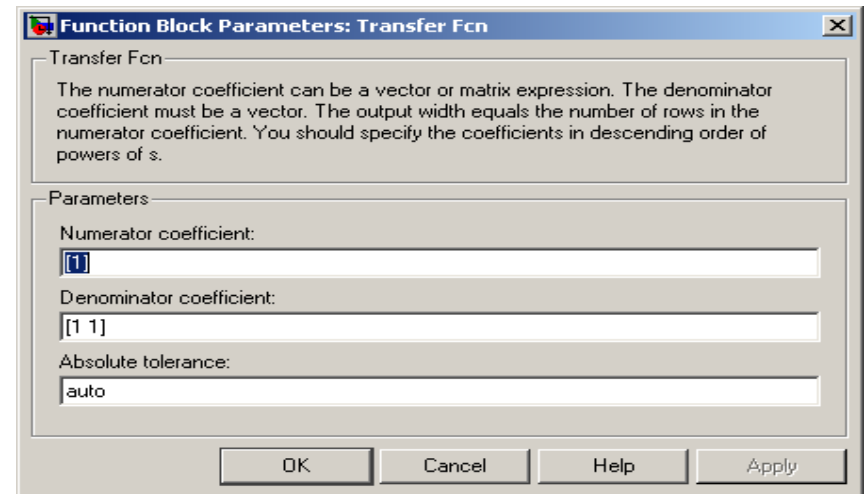 Function Block Parameters: Transfer Fcn
Transfer Fcn
The numerator coefficient can be a vector or matrix expression. The denominator
coefficient must be a vector. The output width equals the number of rows in the
numerator coefficient. You should specify the coefficients in descending order of
powers of s.
Parameters
Numerator coefficient:
[1]
Denominator coefficient:
[1 1]
Absolute tolerance:
auto
OK Cancel Help Apply